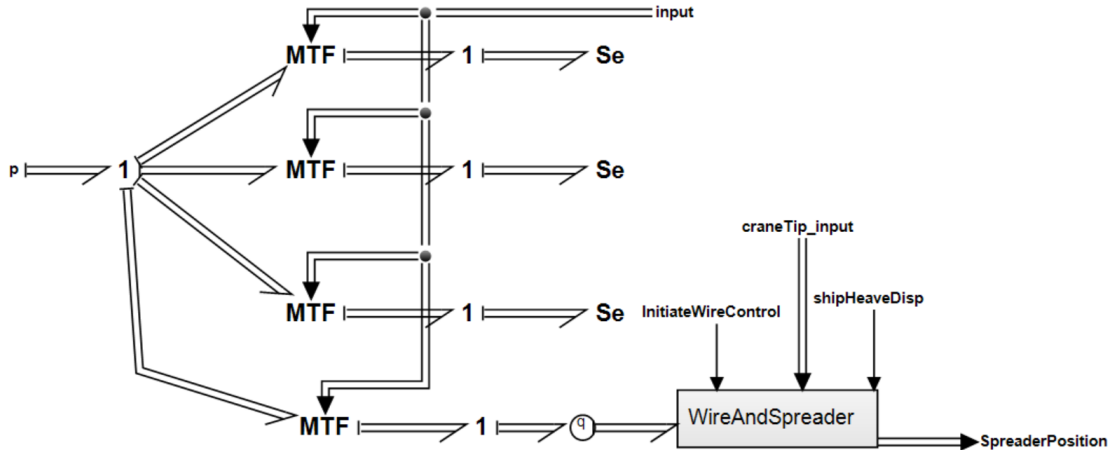 input
MTF 1 Se
p 1 MTF 1 Se
craneTip_input
shipHeaveDisp
MTF 1 Se InitiateWireControl
MTF 1 q WireAndSpreader
SpreaderPosition